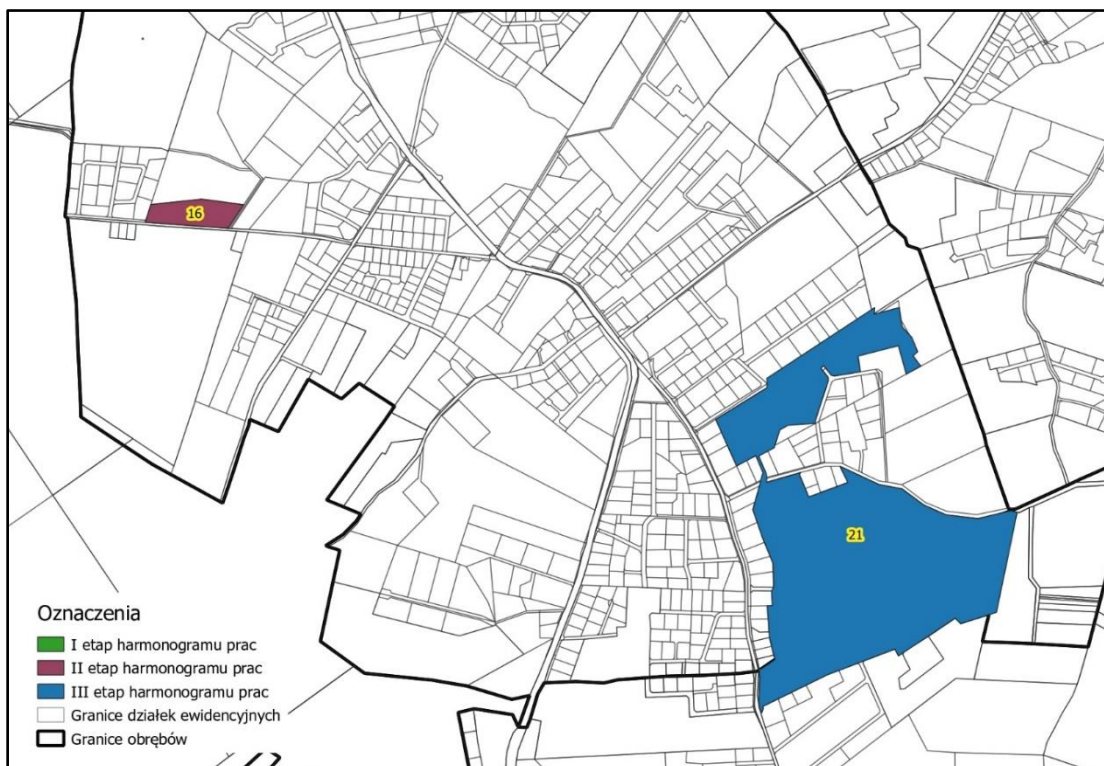 16
21
Oznaczenia
I etap harmonogramu prac
II etap harmonogramu prac
III etap harmonogramu prac
Granice działek ewidencyjnych
Granice obrębów